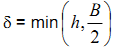 δ = min(h, B/2)